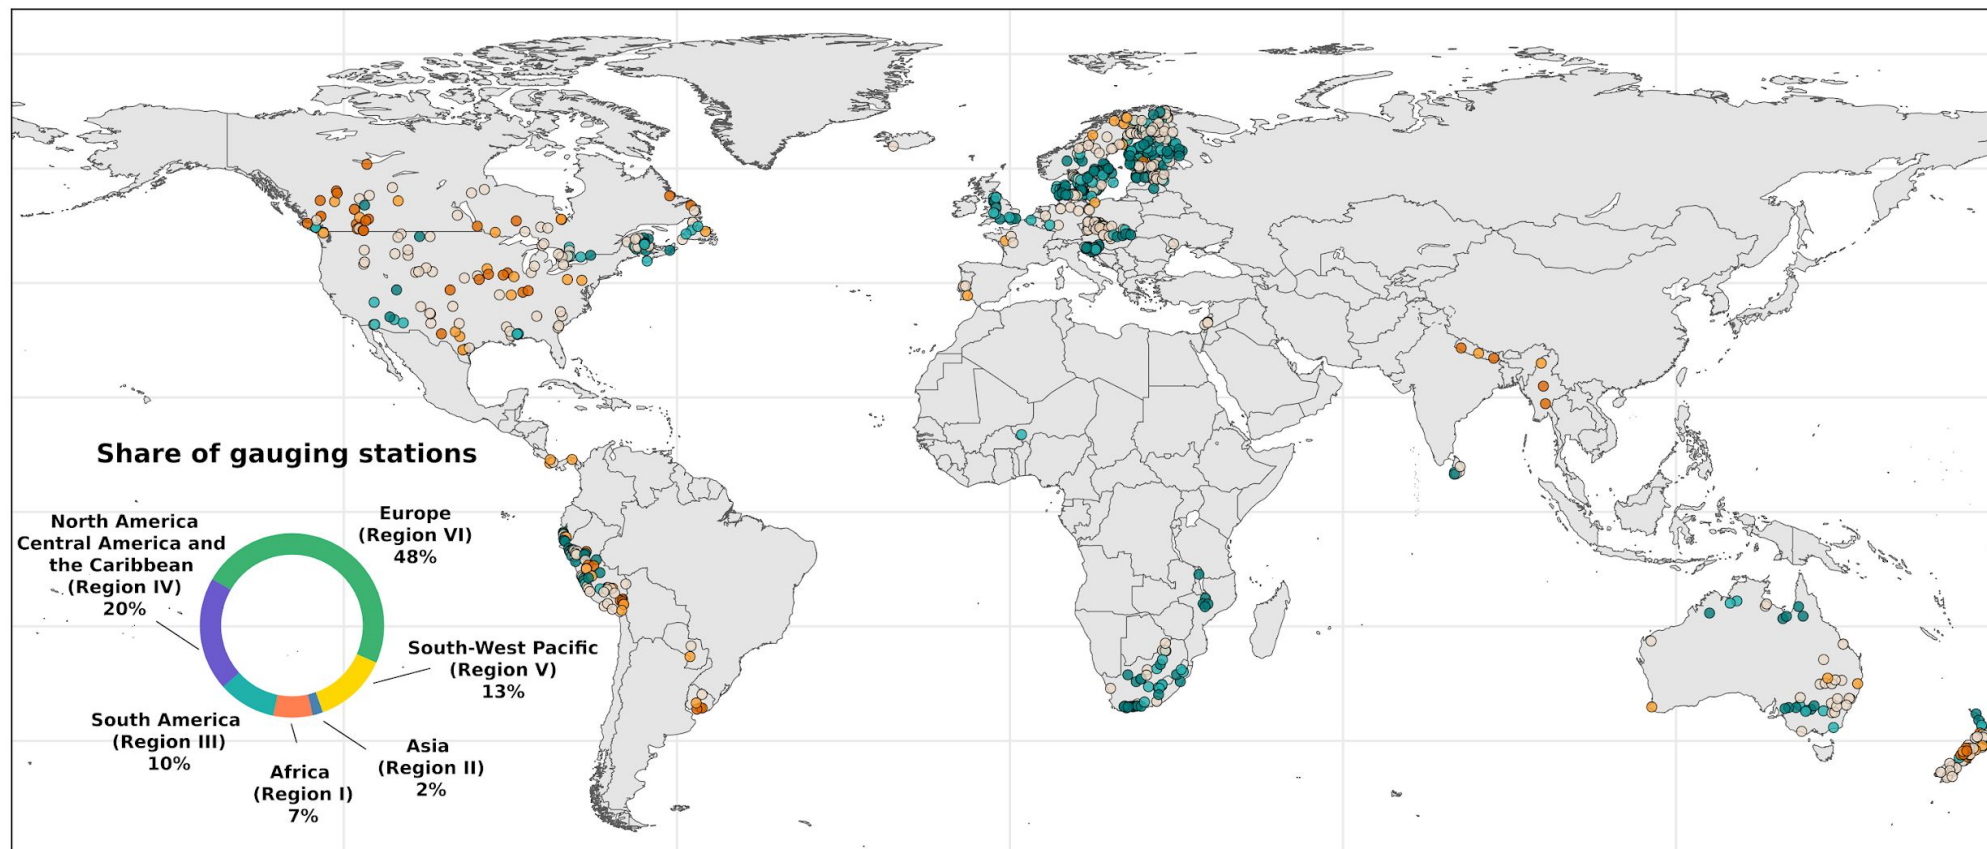 Share of gauging stations
North America
Central America and
the Caribbean
(Region IV)
20%
Europe
(Region VI)
48%
South-West Pacific
(Region V)
13%
South America
(Region III)
10%
Africa
(Region I)
7%
Asia
(Region II)
2%